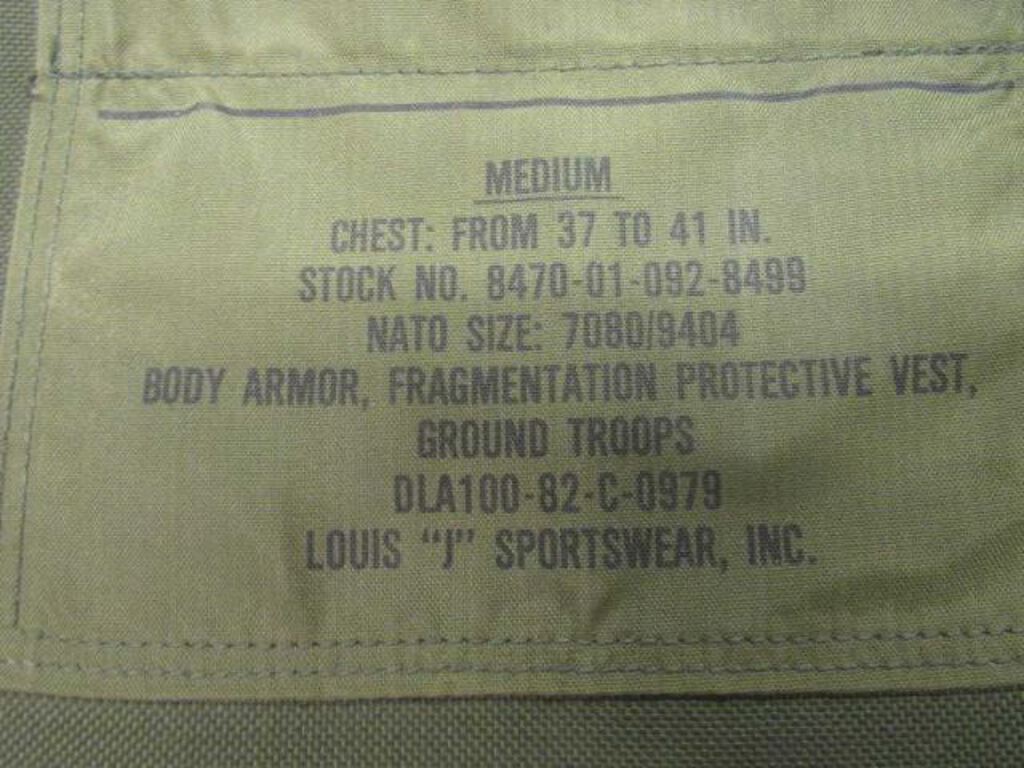 MEDIUM
CHEST: FROM 37 TO 41 IN.
STOCK NO. 8470-01-092-8499
NATO SIZE: 7080/9404
BODY ARMOR, FRAGMENTATION PROTECTIVE VEST,
GROUND TROOPS
DLA100-82-C-0979
LOUIS “J” SPORTSWEAR, INC.